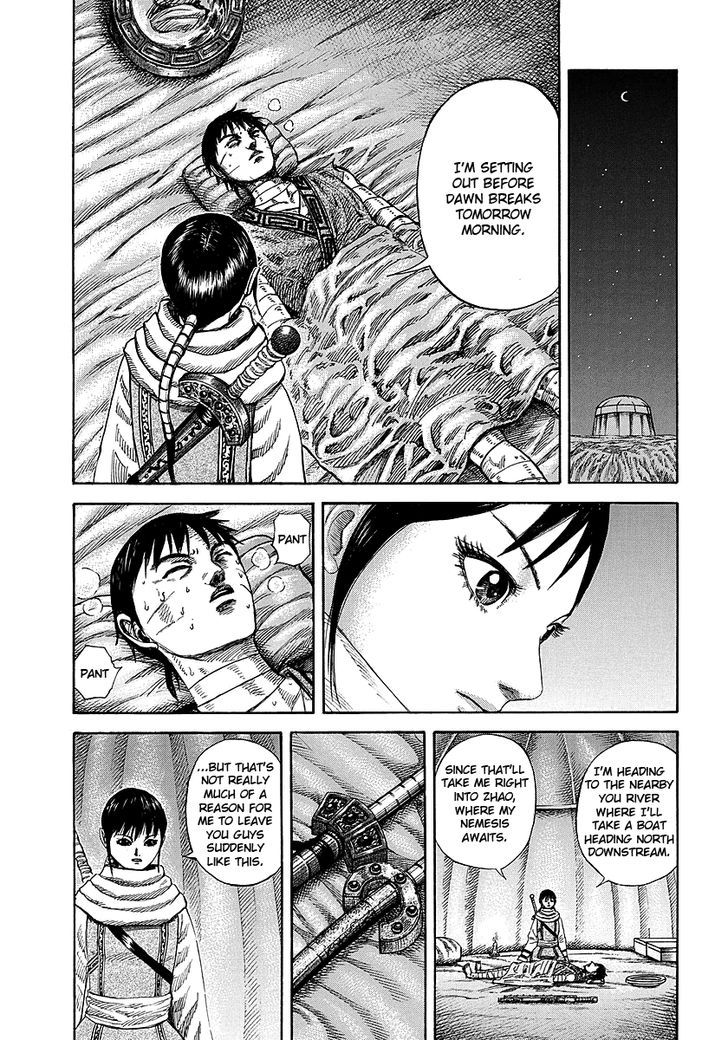 I'M SETTING
OUT BEFORE
DAWN BREAKS
TOMORROW
MORNING.
PANT
PANT
I'M HEADING
TO THE NEARBY
YOU RIVER
WHERE I'LL
TAKE A BOAT
HEADING NORTH
DOWNSTREAM.
SINCE THAT'LL
TAKE ME RIGHT
INTO ZHAO,
WHERE MY
NEMESIS
AWAITS.
...BUT THAT'S
NOT REALLY
MUCH OF A
REASON FOR
ME TO LEAVE
YOU GUYS
SUDDENLY
LIKE THIS.